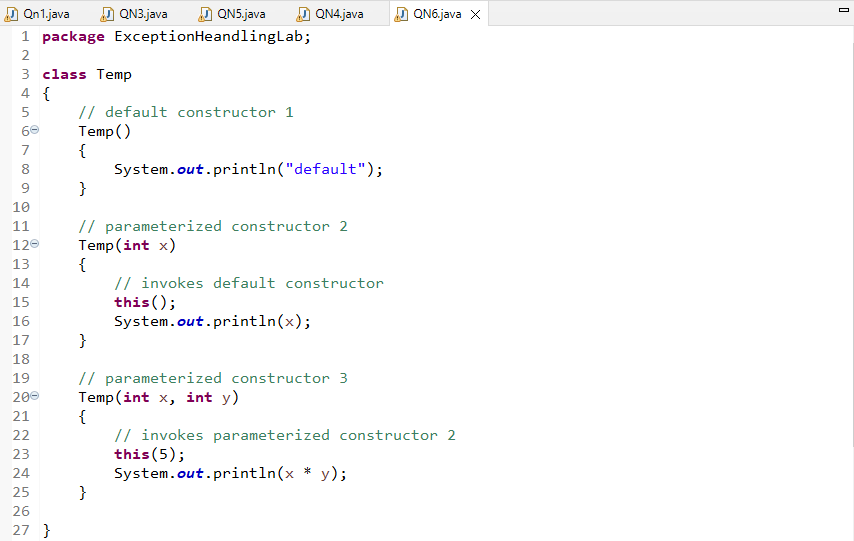 Qn1.java QN3.java QN5.java QN4.java QN6.java
1 package ExceptionHeandlingLab;
2
3 class Temp
4 {
5     // default constructor 1
6     Temp()
7     {
8         System.out.println("default");
9     }
10
11     // parameterized constructor 2
12     Temp(int x)
13     {
14         // invokes default constructor
15         this();
16         System.out.println(x);
17     }
18
19     // parameterized constructor 3
20     Temp(int x, int y)
21     {
22         // invokes parameterized constructor 2
23         this(5);
24         System.out.println(x * y);
25     }
26
27 }